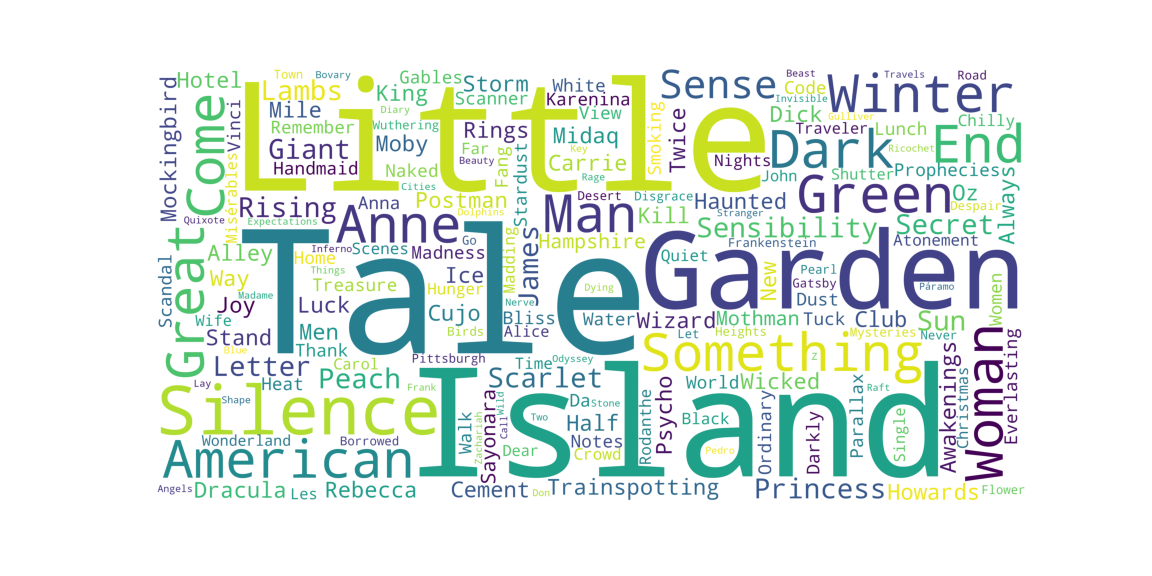 Little
Tale
Island
Garden
Silence
Something
American
Great
Come
Woman
Winter
Dark
Green
End
Man
Anne
Sense
Hotel
Town
Bovary
Gables
Storm
White
Beast
Travels
Road
Lambs
King
Scanner
Karenina
Code
Invisible
Mockingbird
Vinci
Mile
Diary
View
Smoking
Twice
Dick
Gulliver
Chilly
Remember
Wuthering
Rings
Midaq
Traveler
Lunch
Giant
Moby
Far
Key
Nights
Ricochet
Handmaid
Beauty
Fang
Carrie
Naked
Rage
John
Shutter
Prophecies
Misérables
Cities
Stardust
Desert
Disgrace
Haunted
Oz
Always
Rising
Anna
Postman
Dolphins
Kill
Stranger
Secret
Despair
Quixote
Expectations
Sensibility
Alley
Inferno
Scenes
Go
Madness
Madding
James
Hampshire
Frankenstein
Atonement
Home
Way
Things
Treasure
Ice
Hunger
Quiet
New
Pearl
Gatsby
Páramo
Women
Scandal
Joy
Madame
Luck
Cujo
Nerve
Dying
Dust
Wife
Men
Birds
Bliss
Alice
Water
Wizard
Mothman
Tuck
Club
Sun
Stand
Blue
Thank
Pittsburgh
Let
Heights
Mysteries
Never
Letter
Carol
Time
Odyssey
Z
Lay
Shape
Heat
Peach
Frank
Scarlet
World
Wicked
Raft
Everlasting
Awakenings
Christmas
Wild
Call
Da
Stone
Two
Half
Psycho
Black
Ordinary
Parallax
Single
Darkly
Wonderland
Borrowed
Walk
Zachariah
Sayonara
Dear
Notes
Crowd
Rodanthe
Pedro
Angels
Dracula
Les
Rebecca
Cement
Don
Trainspotting
Princess
Howards
Flower